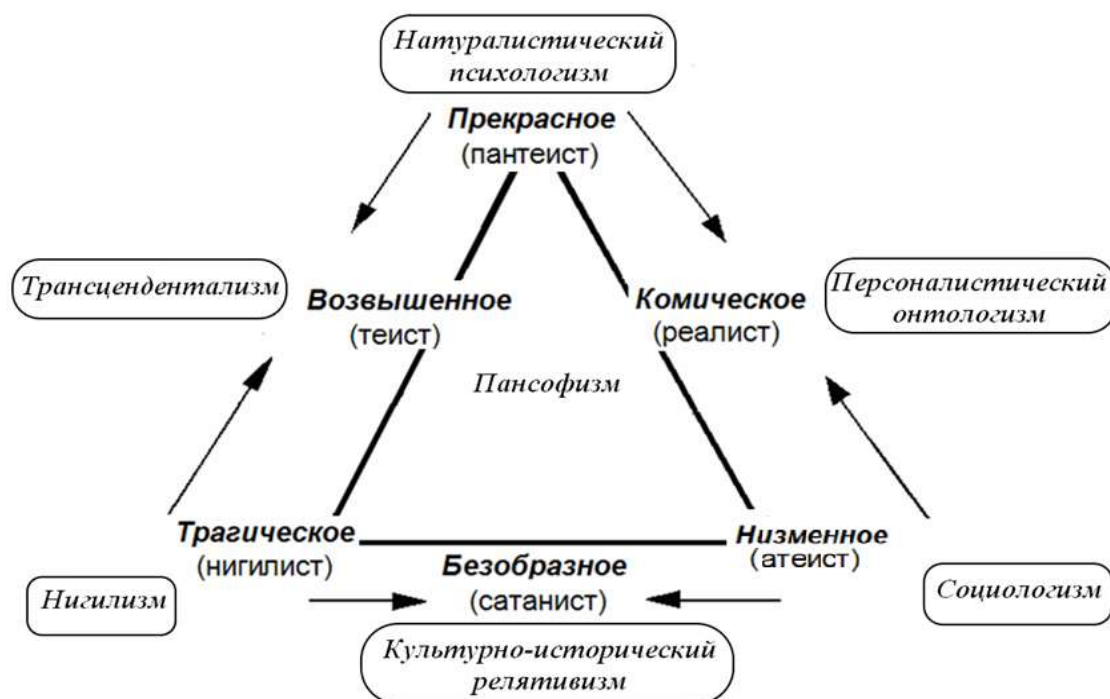 Натуралистический
психологизм
Прекрасное
(пантеист)
Трансцендентализм
Возвышенное
(теист)
Комическое
(реалист)
Персоналистический
онтологизм
Пансофизм
Трагическое
(нигилист)
Низменное
(атеист)
Безобразное
(сатанист)
Нигилизм
Социологизм
Культурно-исторический
релятивизм